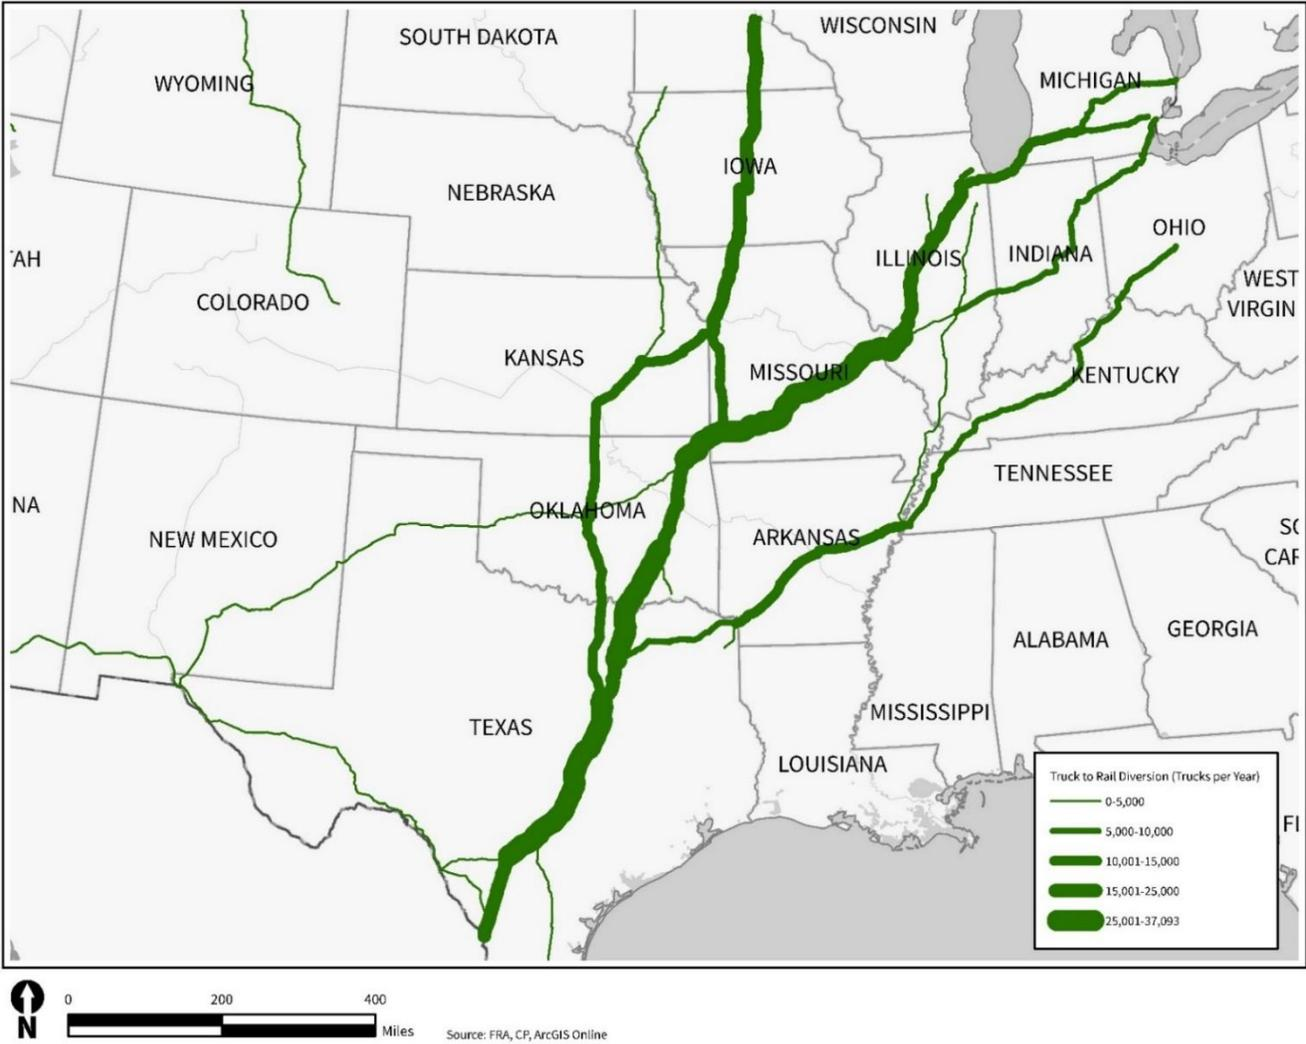 WISCONSIN
SOUTH DAKOTA
MICHIGAN
WYOMING
IOWA
NEBRASKA
OHIO
ILLINOIS
INDIANA
'AH
WEST
VIRGIN
COLORADO
KANSAS
MISSOURI
KENTUCKY
TENNESSEE
NA
OKLAHOMA
SO
CAR
NEW MEXICO
ARKANSAS
GEORGIA
ALABAMA
MISSISSIPPI
TEXAS
LOUISIANA
Truck to Rail Diversion (Trucks per Year)
0-5,000
5,000-10,000
10,001-15,000
15,001-25,000
25,001-37,093
FI
N
0 200 400
Miles
Source: FRA, CP, ArcGIS Online